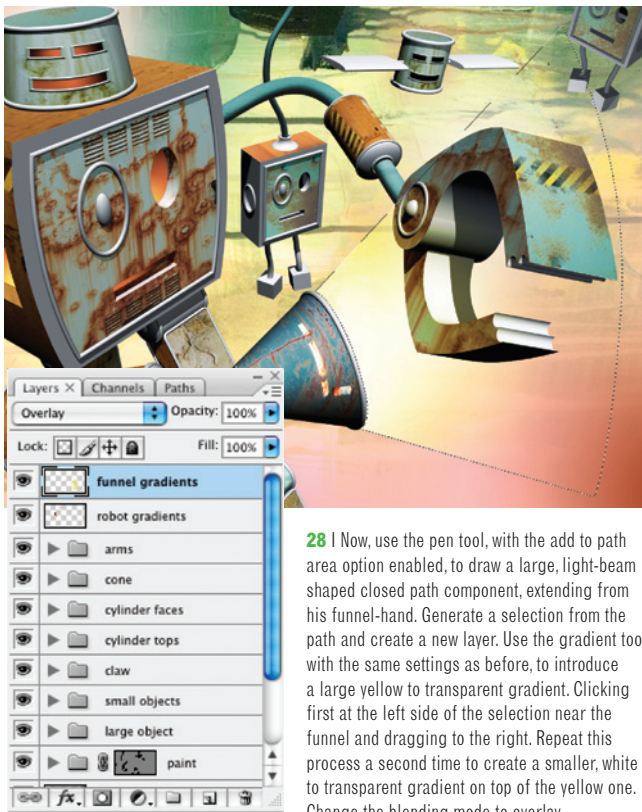 Layers × Channels Paths
Overlay Opacity: 100%
Lock: Fill: 100%
funnel gradients
robot gradients
arms
cone
cylinder faces
cylinder tops
claw
small objects
large object
paint
28 | Now, use the pen tool, with the add to path
area option enabled, to draw a large, light-beam
shaped closed path component, extending from
his funnel-hand. Generate a selection from the
path and create a new layer. Use the gradient too
with the same settings as before, to introduce
a large yellow to transparent gradient. Clicking
first at the left side of the selection near the
funnel and dragging to the right. Repeat this
process a second time to create a smaller, white
to transparent gradient on top of the yellow one.
Change the blending mode to overlay